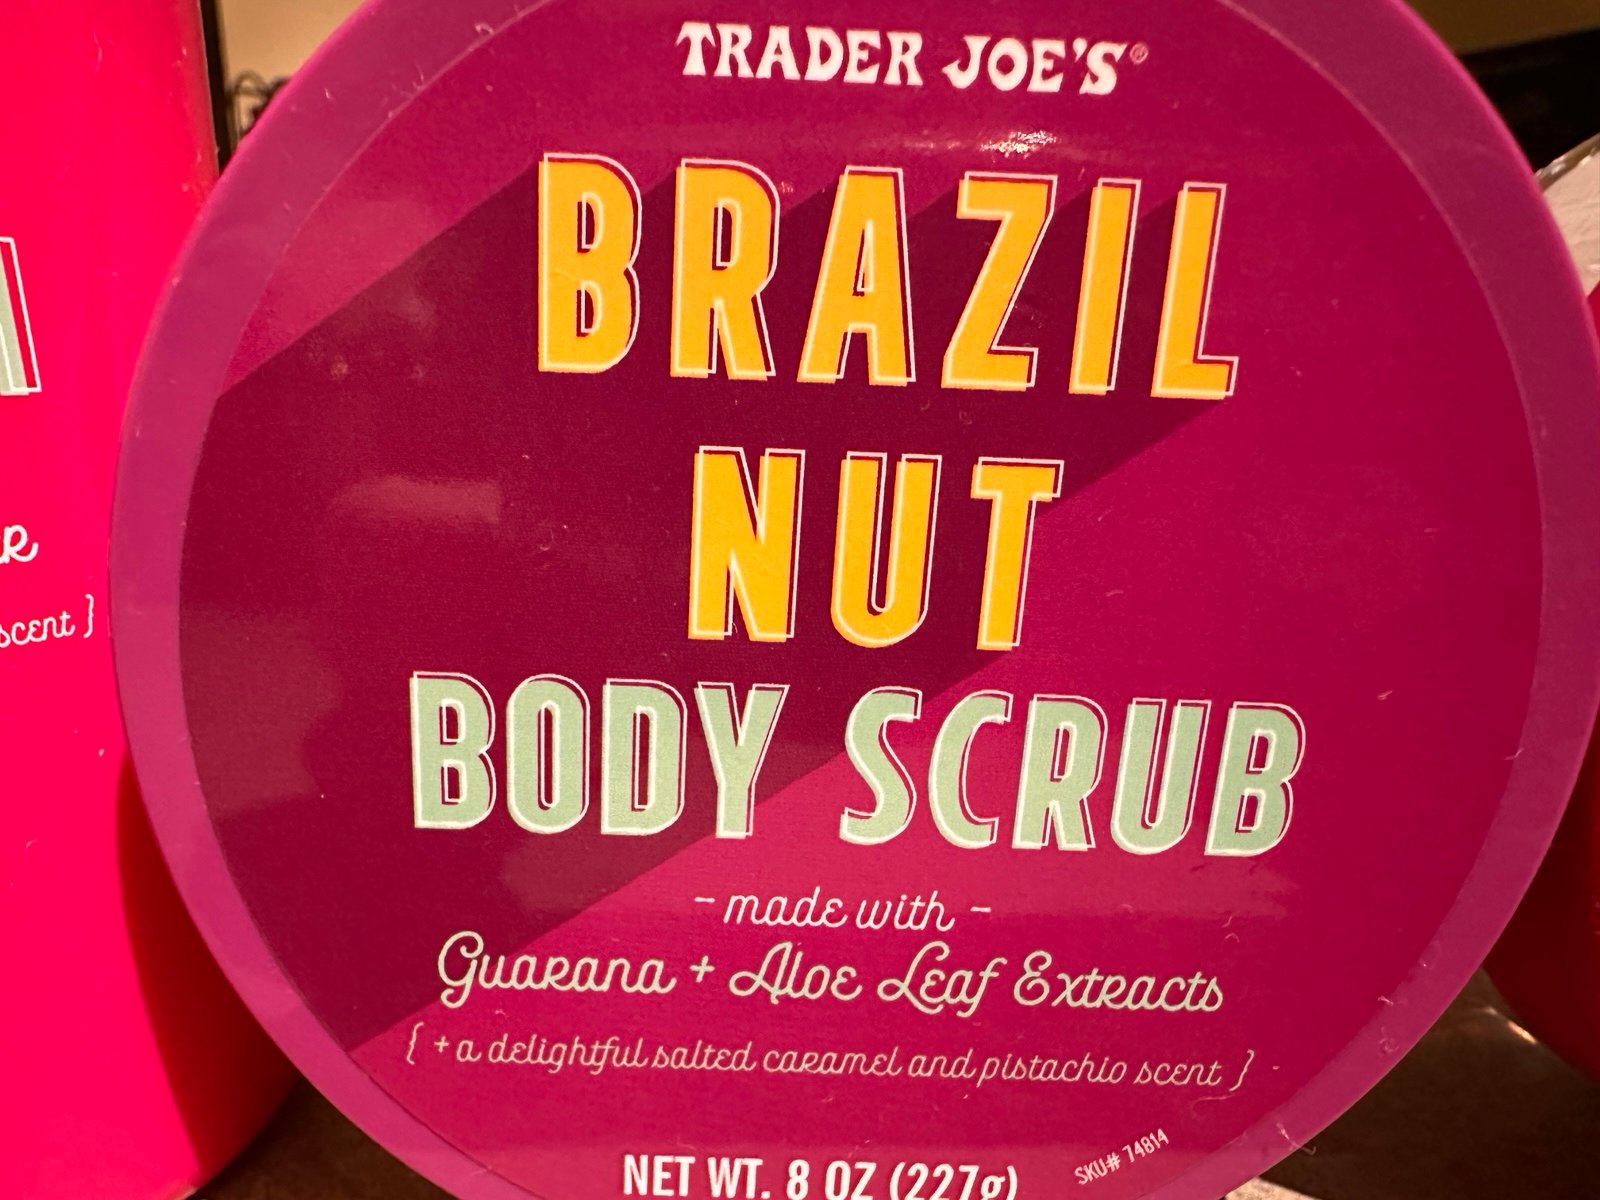 TRADER JOE'S®
BRAZIL
NUT
BODY SCRUB
- made with -
Guarana + Aloe Leaf Extracts
{ + a delightful salted caramel and pistachio scent }
NET WT. 8 OZ (227g)
SKU# 74814
scent }